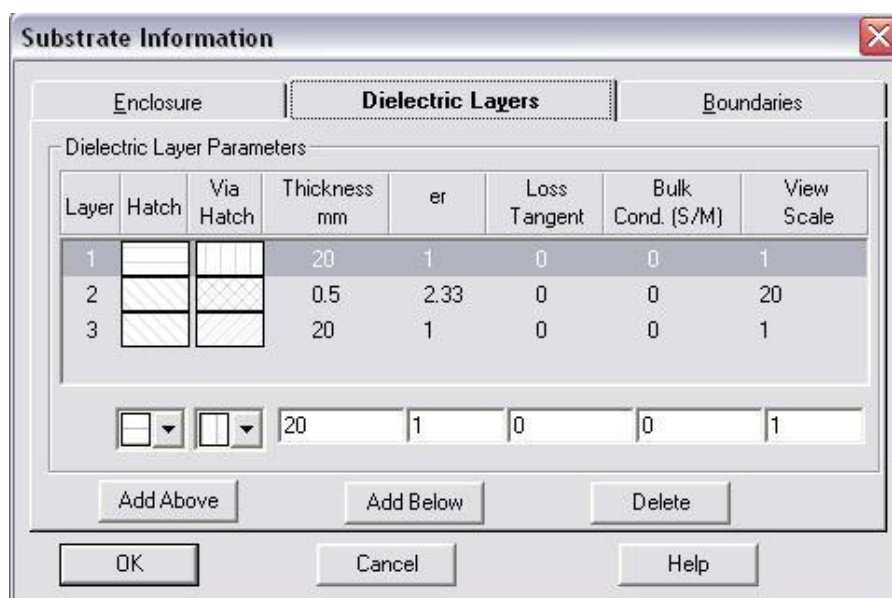 Substrate Information
Enclosure Dielectric Layers Boundaries
Dielectric Layer Parameters
Layer Hatch Via Hatch Thickness mm er Loss Tangent Bulk Cond. (S/M) View Scale
1 20 1 0 0 1
2 0.5 2.33 0 0 20
3 20 1 0 0 1
20 1 0 0 1
Add Above Add Below Delete
OK Cancel Help